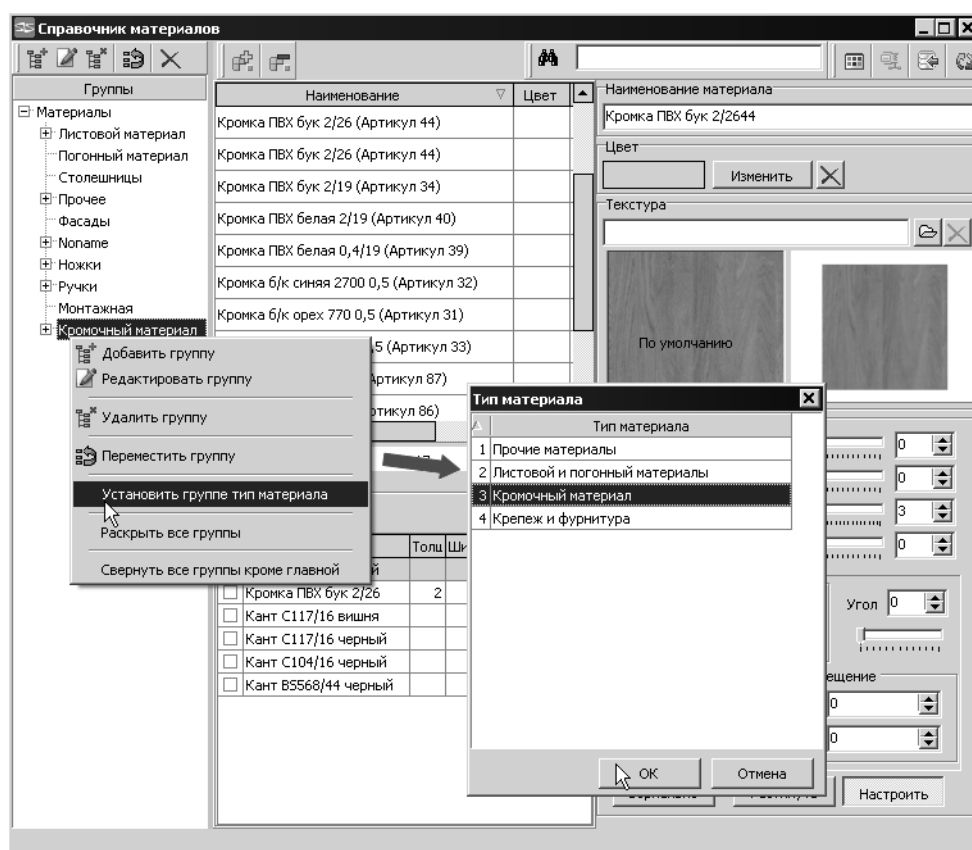 Справочник материалов
Группы
Материалы
Листовой материал
Погонный материал
Столешницы
Прочее
Фасады
Noname
Ножки
Ручки
Монтажная
Кромочный материал
Добавить группу
Редактировать группу
Удалить группу
Переместить группу
Установить группе тип материала
Раскрыть все группы
Свернуть все группы кроме главной
Наименование
Цвет
Кромка ПВХ бук 2/26 (Артикул 44)
Кромка ПВХ бук 2/26 (Артикул 44)
Кромка ПВХ бук 2/19 (Артикул 34)
Кромка ПВХ белая 2/19 (Артикул 40)
Кромка ПВХ белая 0,4/19 (Артикул 39)
Кромка б/к синяя 2700 0,5 (Артикул 32)
Кромка б/к орех 770 0,5 (Артикул 31)
,5 (Артикул 33)
Артикул 87)
ртикул 86)
Толщ
Кромка ПВХ бук 2/26 2
Кант С117/16 вишня
Кант С117/16 черный
Кант С104/16 черный
Кант BS568/44 черный
Наименование материала
Кромка ПВХ бук 2/2644
Цвет
Изменить
Текстура
По умолчанию
Тип материала
Тип материала
1 Прочие материалы
2 Листовой и погонный материалы
3 Кромочный материал
4 Крепеж и фурнитура
OK
Отмена
0
0
3
0
Угол 0
ещение
0
0
Настроить